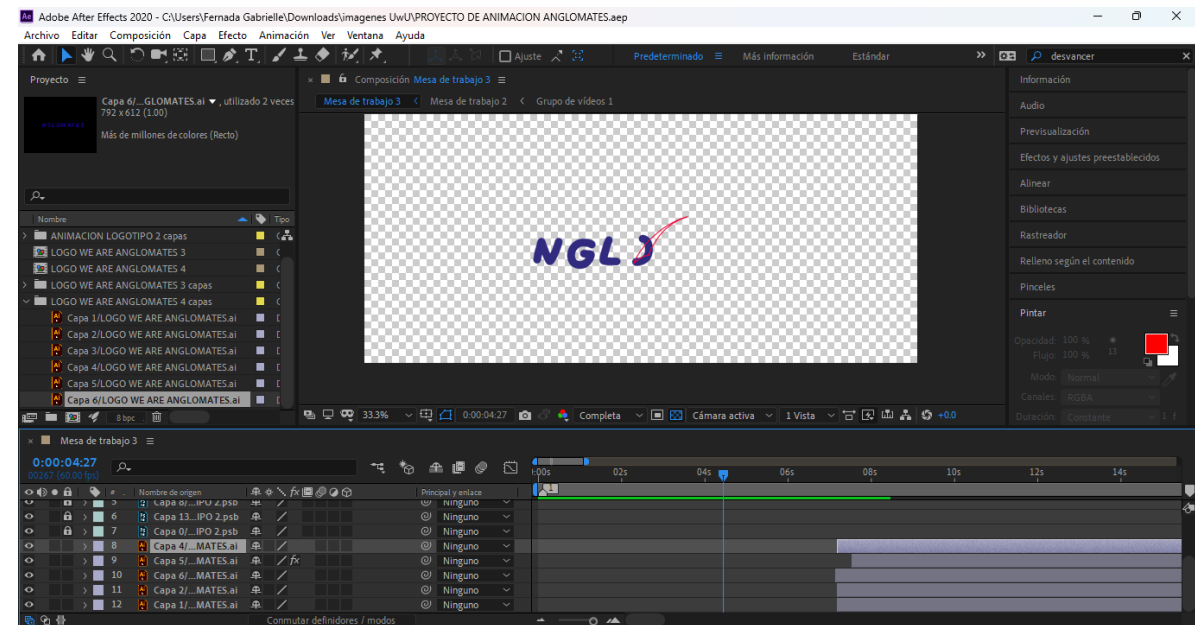 Adobe After Effects 2020 - C:\Users\Fernada Gabrielle\Downloads\imagenes UwU\PROYECTO DE ANIMACION ANGLOMATES.aep
Archivo Editar Composición Capa Efecto Animación Ver Ventana Ayuda
Ajuste Predeterminado Más información Estándar desvancer
Proyecto
Composición Mesa de trabajo 3
Información
Capa 6/...GLOMATES.ai , utilizado 2 veces
792 x 612 (1.00)
Más de millones de colores (Recto)
Mesa de trabajo 3 Mesa de trabajo 2 Grupo de vídeos 1
Audio
Previsualización
Efectos y ajustes preestablecidos
Alinear
Bibliotecas
Rastreador
Relleno según el contenido
Pinceles
Pintar
Opacidad: 100 %
Flujo: 100 % 13
Modo: Normal
Canales: RGBA
Duración: Constante 1 f
Nombre Tipo
ANIMACION LOGOTIPO 2 capas
LOGO WE ARE ANGLOMATES 3
LOGO WE ARE ANGLOMATES 4
LOGO WE ARE ANGLOMATES 3 capas
LOGO WE ARE ANGLOMATES 4 capas
Capa 1/LOGO WE ARE ANGLOMATES.ai
Capa 2/LOGO WE ARE ANGLOMATES.ai
Capa 3/LOGO WE ARE ANGLOMATES.ai
Capa 4/LOGO WE ARE ANGLOMATES.ai
Capa 5/LOGO WE ARE ANGLOMATES.ai
Capa 6/LOGO WE ARE ANGLOMATES.ai
8 bpc
NGL
33.3% 0:00:04:27 Completa Cámara activa 1 Vista +0.0
Mesa de trabajo 3
0:00:04:27
00267 (60.00 fps)
:00s 02s 04s 06s 08s 10s 12s 14s
# Nombre de origen fx Principal y enlace
1
5 Capa 8/...IPO 2.psb Ninguno
6 Capa 13...IPO 2.psb Ninguno
7 Capa 0/...IPO 2.psb Ninguno
8 Capa 4/...MATES.ai Ninguno
9 Capa 5/...MATES.ai fx Ninguno
10 Capa 6/...MATES.ai Ninguno
11 Capa 2/...MATES.ai Ninguno
12 Capa 1/...MATES.ai Ninguno
Conmutar definidores / modos